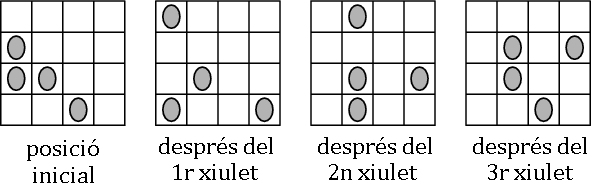 posició
inicial
després del
1r xiulet
després del
2n xiulet
després del
3r xiulet